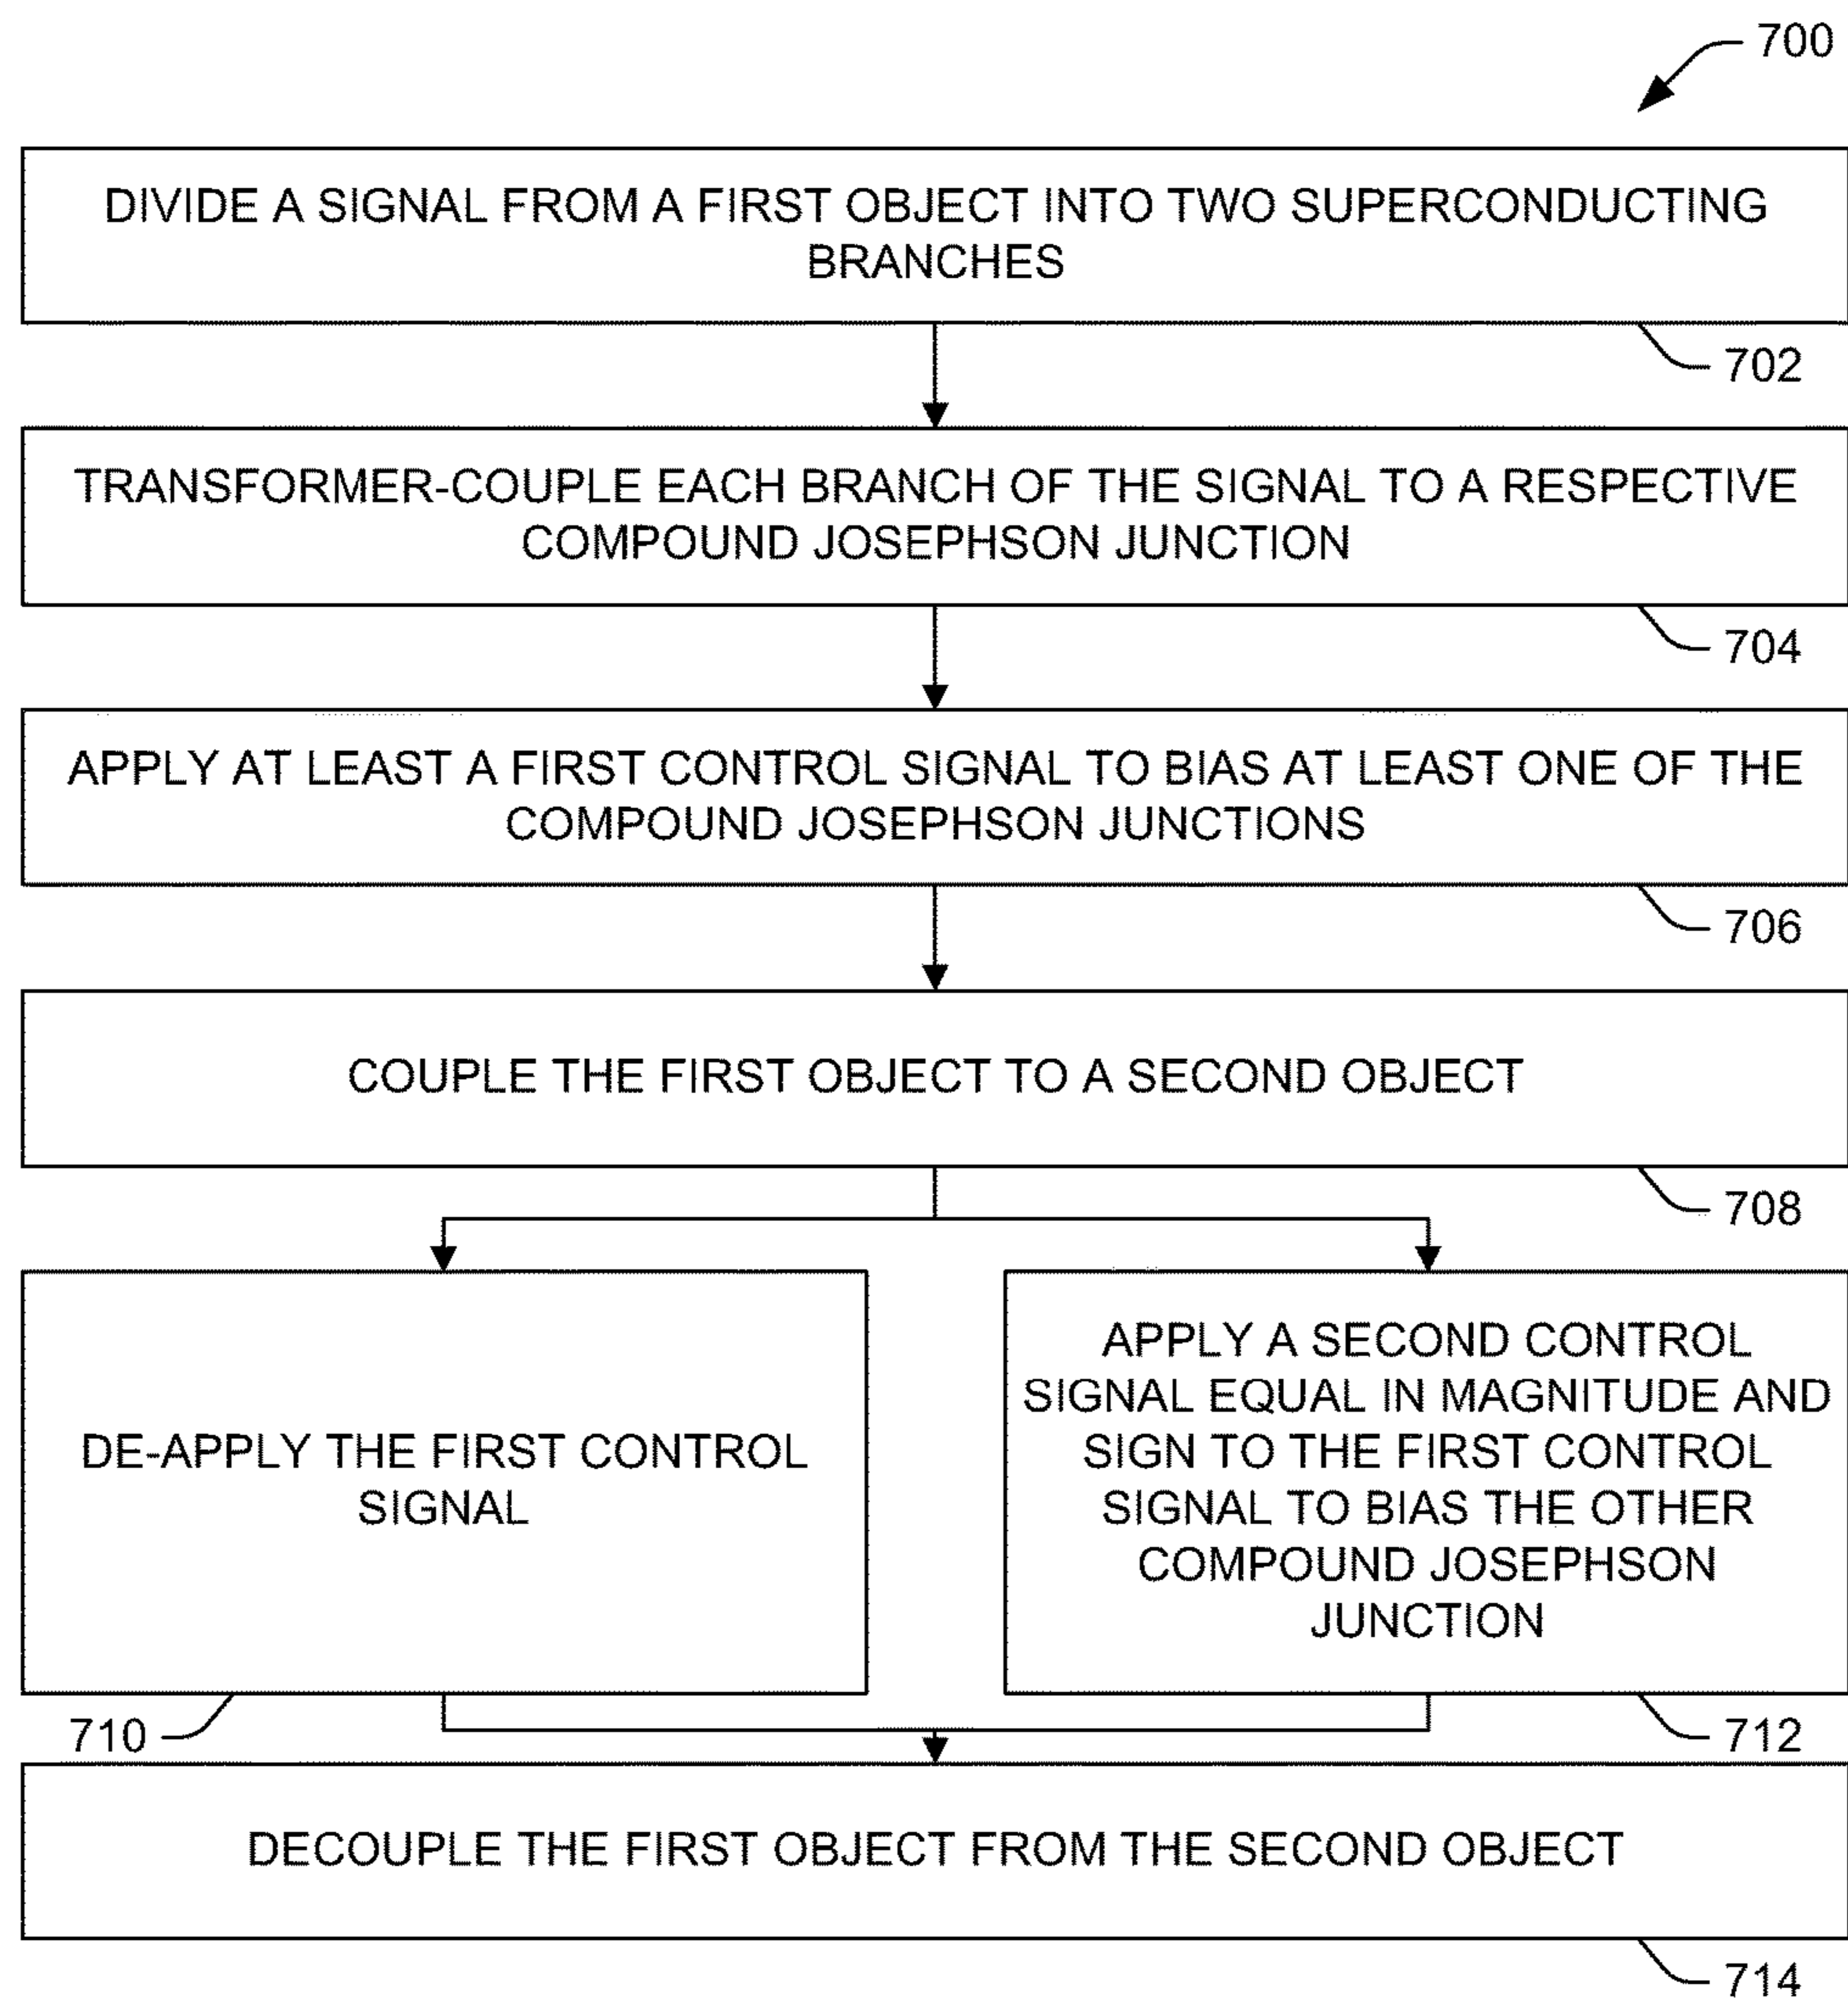 700
DIVIDE A SIGNAL FROM A FIRST OBJECT INTO TWO SUPERCONDUCTING
BRANCHES
702
TRANSFORMER-COUPLE EACH BRANCH OF THE SIGNAL TO A RESPECTIVE
COMPOUND JOSEPHSON JUNCTION
704
APPLY AT LEAST A FIRST CONTROL SIGNAL TO BIAS AT LEAST ONE OF THE
COMPOUND JOSEPHSON JUNCTIONS
706
COUPLE THE FIRST OBJECT TO A SECOND OBJECT
708
DE-APPLY THE FIRST CONTROL
SIGNAL
710
APPLY A SECOND CONTROL
SIGNAL EQUAL IN MAGNITUDE AND
SIGN TO THE FIRST CONTROL
SIGNAL TO BIAS THE OTHER
COMPOUND JOSEPHSON
JUNCTION
712
DECOUPLE THE FIRST OBJECT FROM THE SECOND OBJECT
714